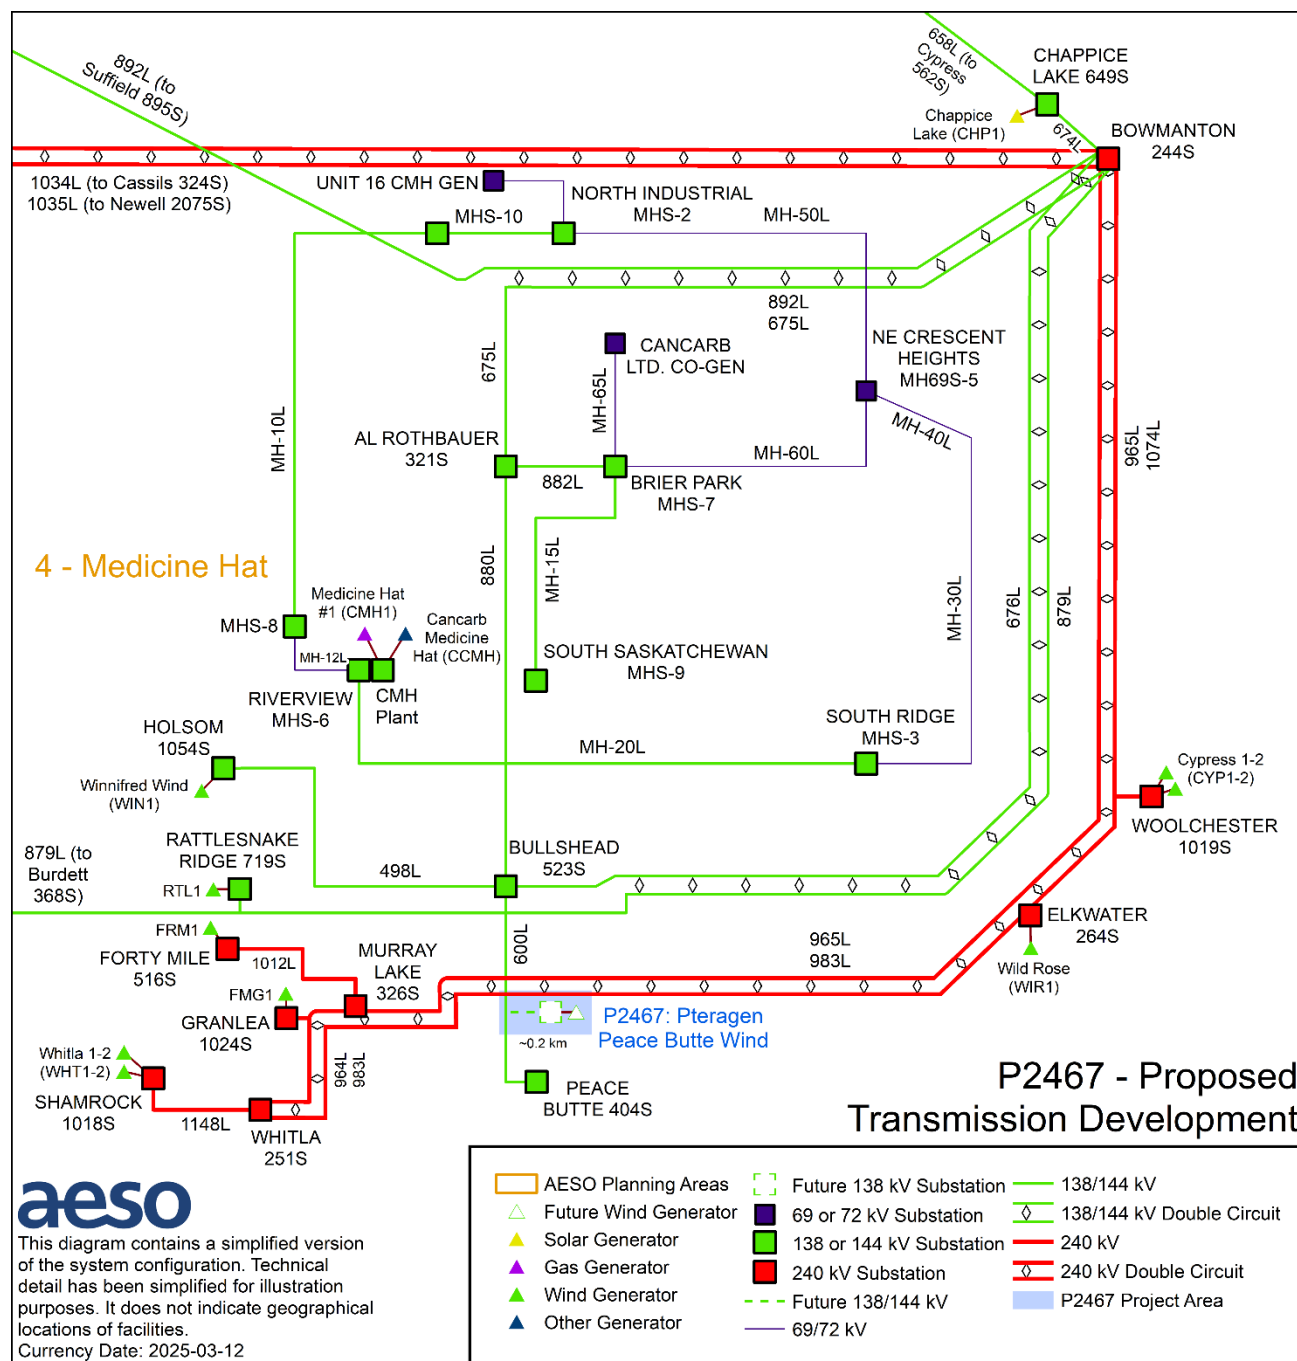 658L (to
Cypress
562S)
CHAPPICE
LAKE 649S
892L (to
Suffield 895S)
Chappice
Lake (CHP1)
674L
BOWMANTON
244S
1034L (to Cassils 324S)
1035L (to Newell 2075S)
UNIT 16 CMH GEN
NORTH INDUSTRIAL
MHS-2
MHS-10
MH-50L
892L
675L
675L
CANCARB
LTD. CO-GEN
NE CRESCENT
HEIGHTS
MH69S-5
MH-65L
MH-10L
MH-40L
AL ROTHBAUER
321S
882L
MH-60L
BRIER PARK
MHS-7
965L
1074L
4 - Medicine Hat
880L
MH-15L
MH-30L
676L
879L
Medicine Hat
#1 (CMH1)
Cancarb
Medicine
Hat (CCMH)
MHS-8
MH-12L
RIVERVIEW
MHS-6
CMH
Plant
SOUTH SASKATCHEWAN
MHS-9
HOLSOM
1054S
MH-20L
SOUTH RIDGE
MHS-3
Winnifred Wind
(WIN1)
Cypress 1-2
(CYP1-2)
WOOLCHESTER
1019S
879L (to
Burdett
368S)
RATTLESNAKE
RIDGE 719S
RTL1
498L
BULLSHEAD
523S
FRM1
FORTY MILE
516S
1012L
MURRAY
LAKE
326S
600L
965L
983L
ELKWATER
264S
Wild Rose
(WIR1)
FMG1
GRANLEA
1024S
P2467: Pteragen
Peace Butte Wind
~0.2 km
Whitla 1-2
(WHT1-2)
964L
983L
SHAMROCK
1018S
1148L
WHITLA
251S
PEACE
BUTTE 404S
P2467 - Proposed
Transmission Development
aeso
This diagram contains a simplified version
of the system configuration. Technical
detail has been simplified for illustration
purposes. It does not indicate geographical
locations of facilities.
Currency Date: 2025-03-12
AESO Planning Areas
Future Wind Generator
Solar Generator
Gas Generator
Wind Generator
Other Generator
Future 138 kV Substation
69 or 72 kV Substation
138 or 144 kV Substation
240 kV Substation
Future 138/144 kV
69/72 kV
138/144 kV
138/144 kV Double Circuit
240 kV
240 kV Double Circuit
P2467 Project Area